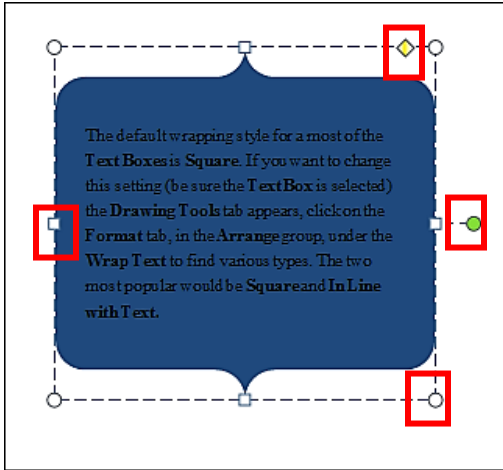 The default wrapping style for a most of the
Text Boxes is Square. If you want to change
this setting (be sure the Text Box is selected)
the Drawing Tools tab appears, click on the
Format tab, in the Arrange group, under the
Wrap Text to find various types. The two
most popular would be Square and In Line
with Text.